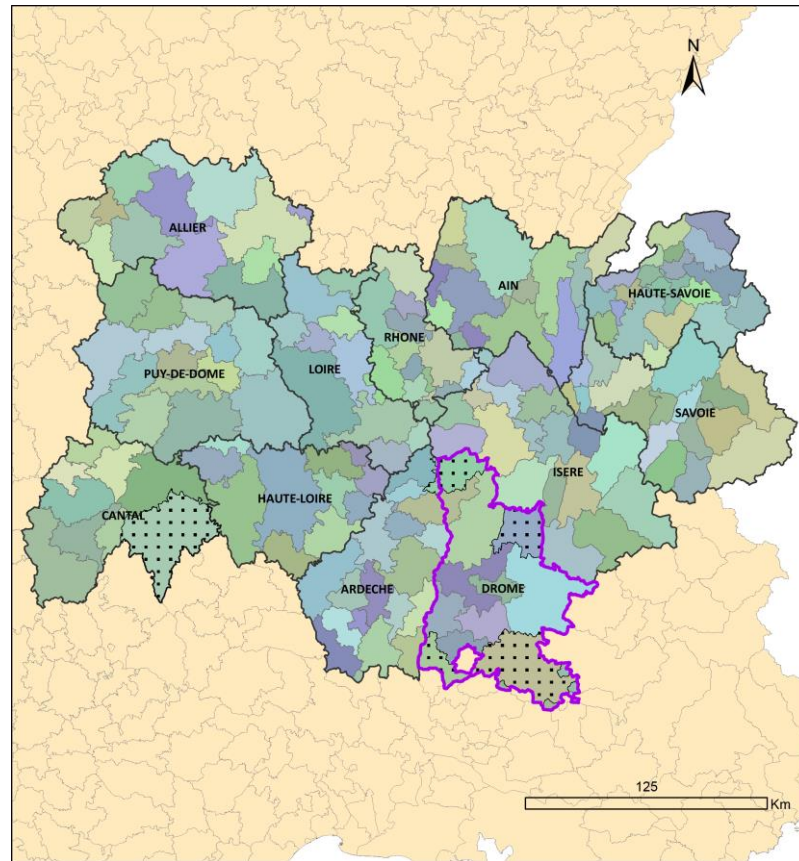 N
ALLIER
AIN
HAUTE-SAVOIE
RHONE
PUY-DE-DOME
LOIRE
SAVOIE
ISERE
HAUTE-LOIRE
CANTAL
ARDECHE
DROME
125
Km